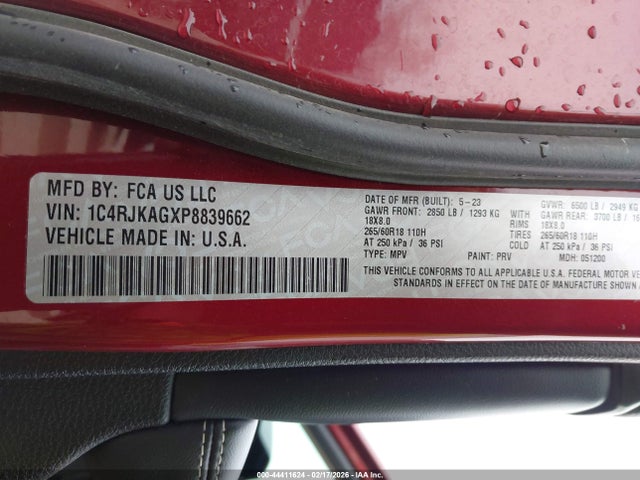 MFD BY: FCA US LLC
VIN: 1C4RJKAGXP8839662
VEHICLE MADE IN: U.S.A.
DATE OF MFR (BUILT): 5-23
GAWR FRONT: 2850 LB / 1293 KG
18X8.0
265/60R18 110H
AT 250 kPa / 36 PSI
TYPE: MPV
PAINT: PRV
GVWR: 6500 LB / 2949 KG
GAWR REAR: 3700 LB
RIMS 18X8.0
TIRES 265/60R18 110H
COLD AT 250 kPa / 36 PSI
MDH: 051200
THIS VEHICLE CONFORMS TO ALL APPLICABLE U.S.A. FEDERAL
STANDARDS IN EFFECT ON THE DATE OF MANUFACTURE SHOWN
© 000-44411624 - 02/17/2026 - IAA Inc.